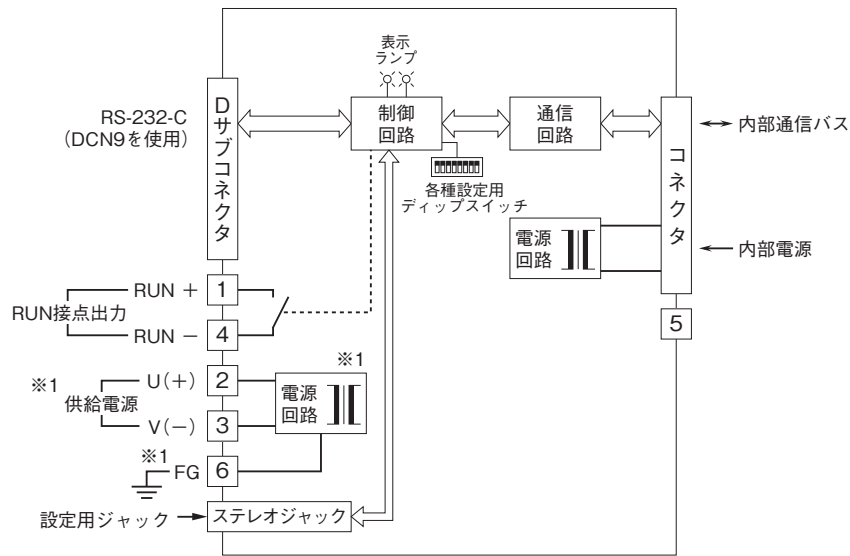 表示
ランプ
RS-232-C
（DCN9を使用）
Dサブコネクタ
制御
回路
通信
回路
コネクタ
内部通信バス
各種設定用
ディップスイッチ
電源
回路
内部電源
RUN ＋
1
RUN接点出力
RUN －
4
5
※1
U（＋）
2
※1
供給電源
電源
回路
V（－）
3
※1
FG
6
設定用ジャック
ステレオジャック